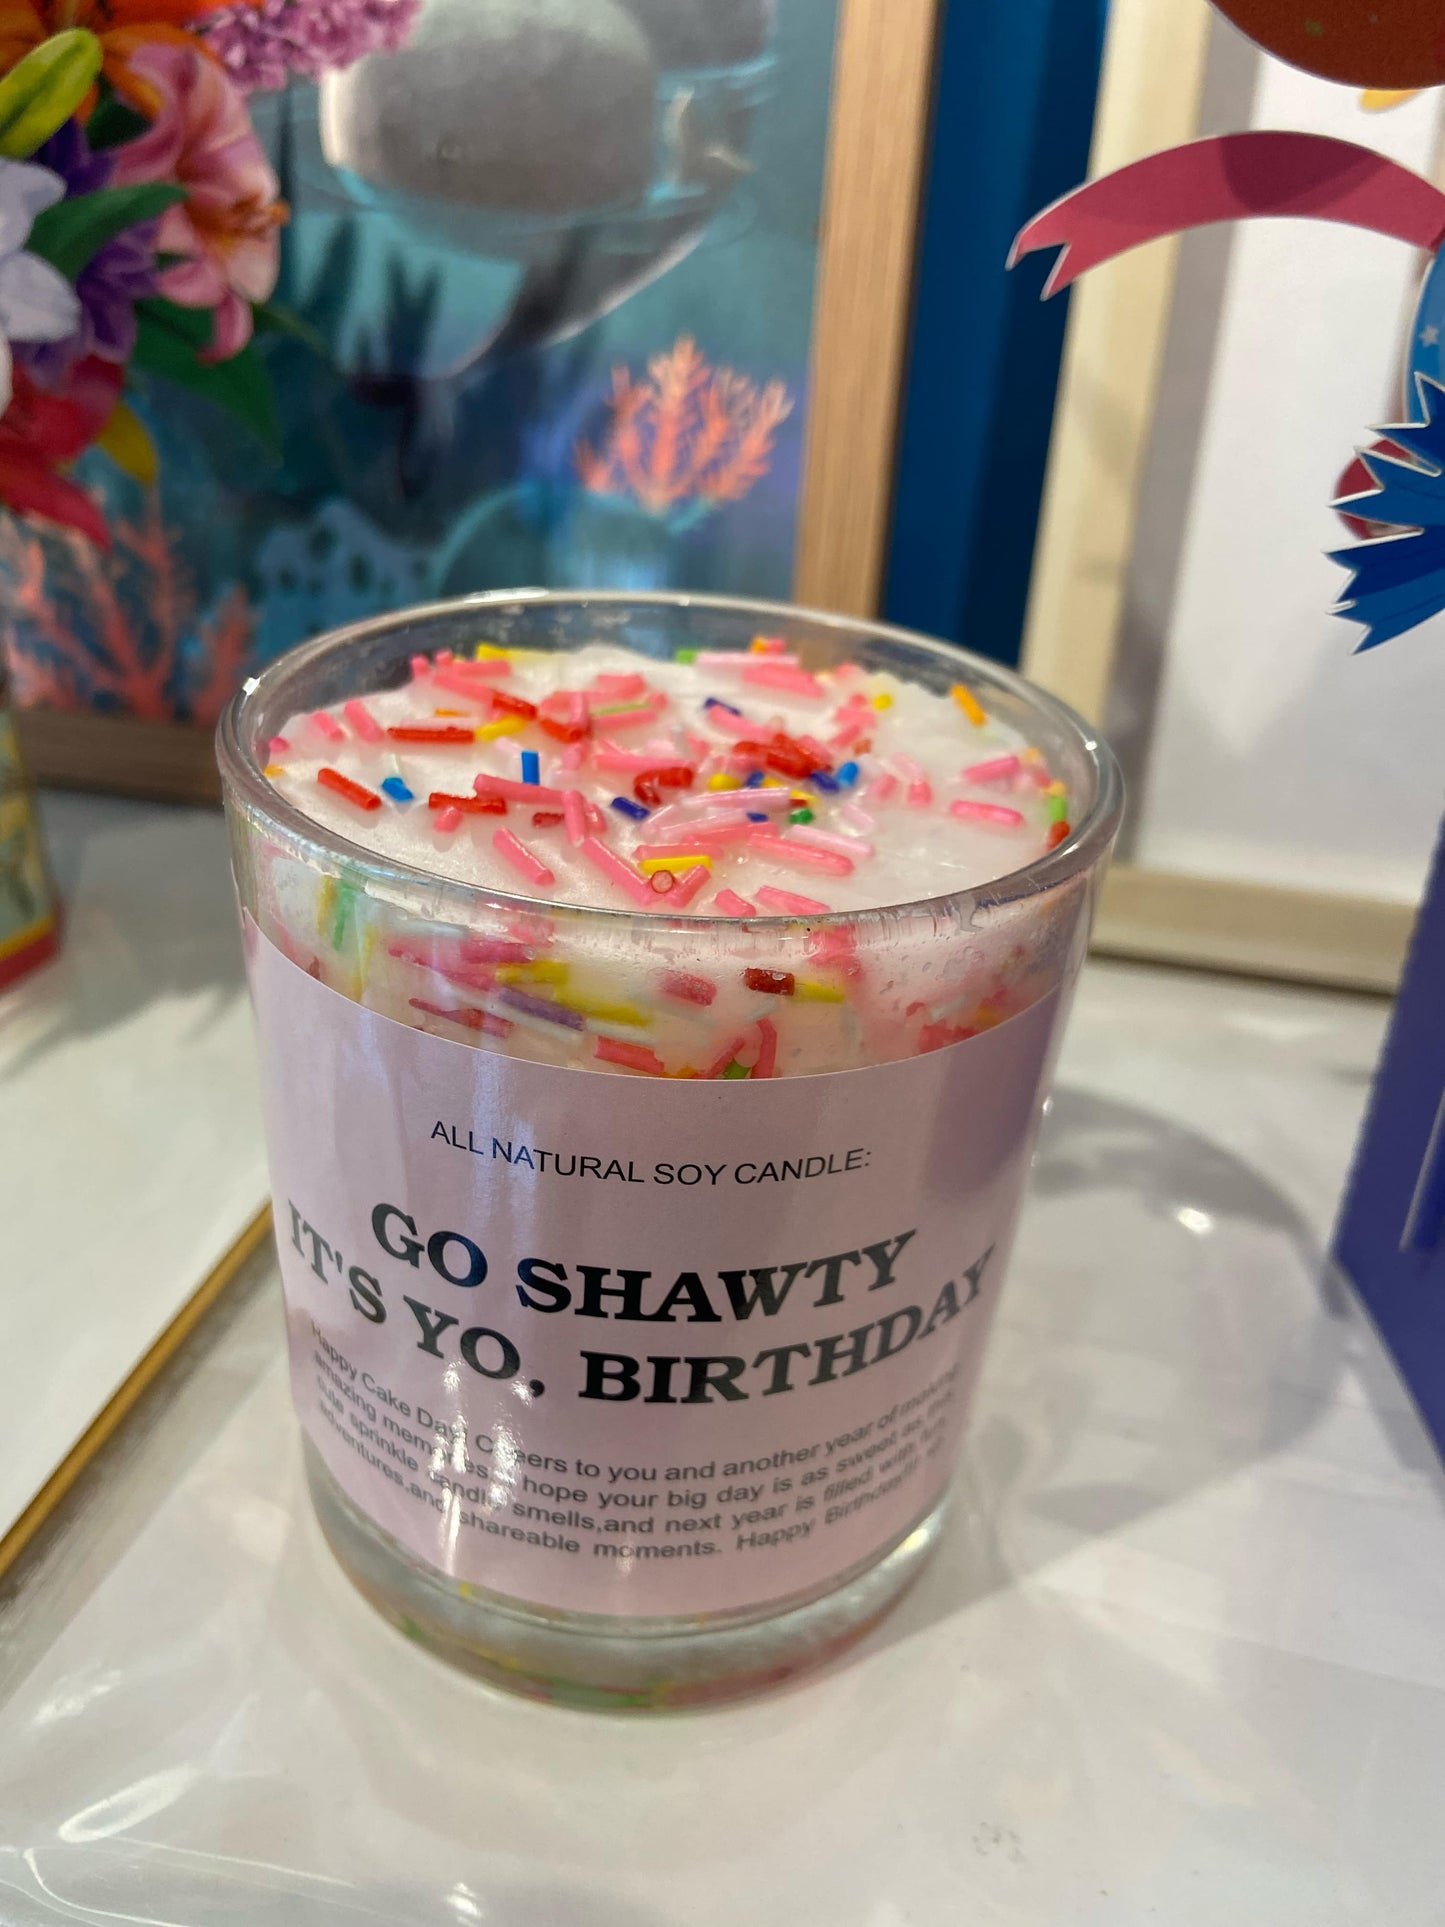 ALL NATURAL SOY CANDLE:
GO SHAWTY
IT'S YO, BIRTHDAY
Happy Cake Day! Cheers to you and another year of making
amazing memories. I hope your big day is as sweet as this
cute sprinkle candle smells,and next year is filled with fun,
adventures,and shareable moments. Happy Birthday!